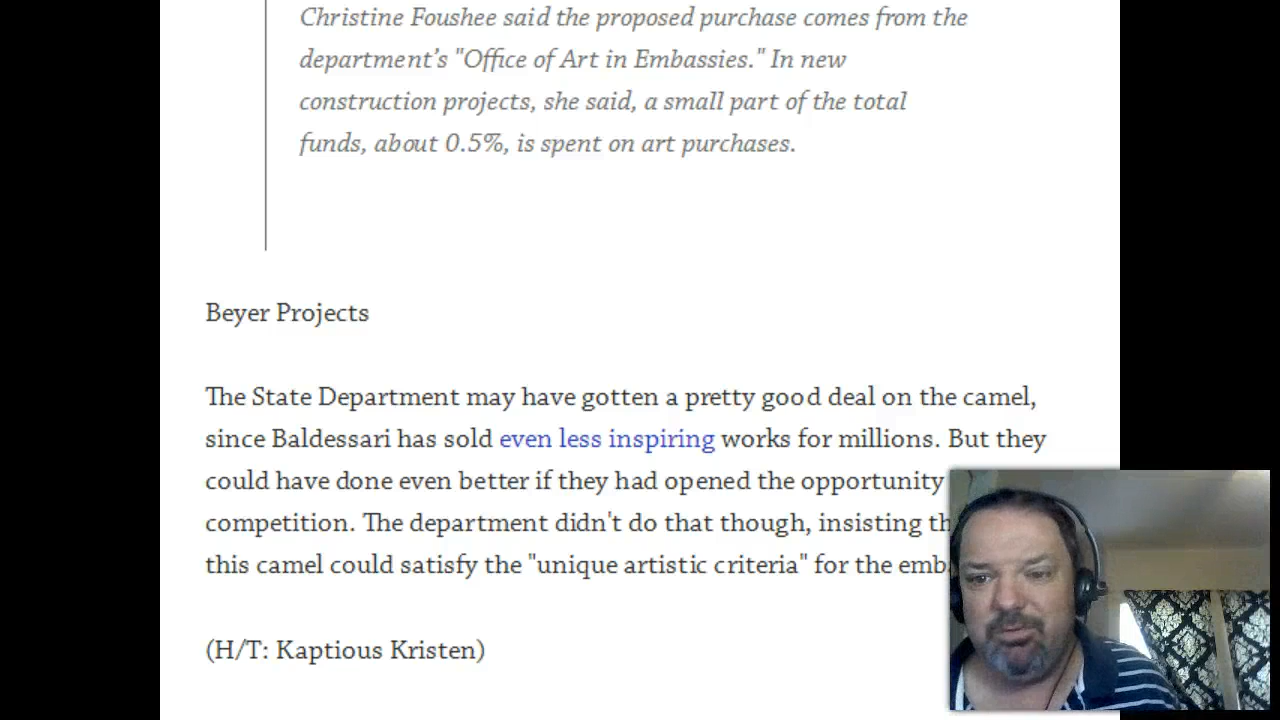 Christine Foushee said the proposed purchase comes from the
department's "Office of Art in Embassies." In new
construction projects, she said, a small part of the total
funds, about 0.5%, is spent on art purchases.
Beyer Projects
The State Department may have gotten a pretty good deal on the camel,
since Baldessari has sold even less inspiring works for millions. But they
could have done even better if they had opened the opportunity
competition. The department didn't do that though, insisting
this camel could satisfy the "unique artistic criteria" for the
(H/T: Kaptious Kristen)